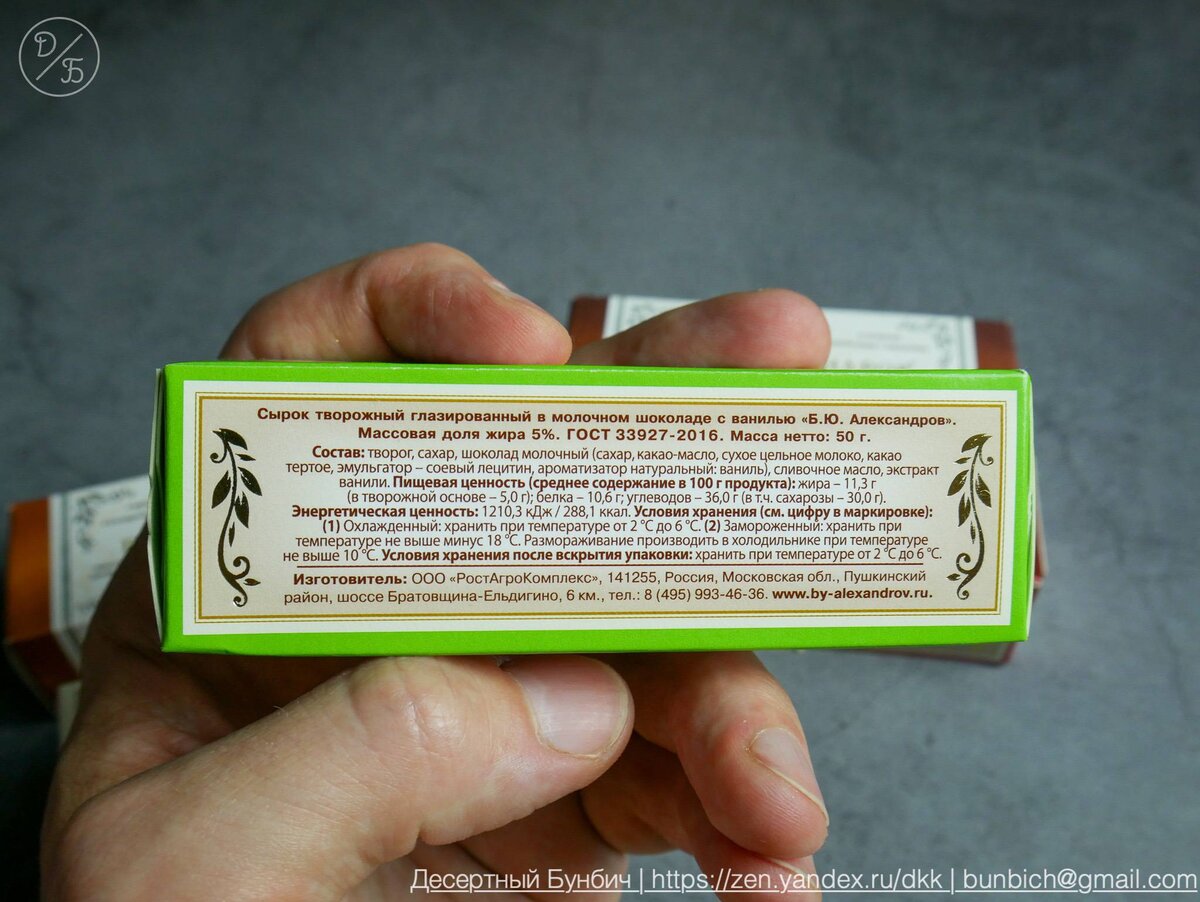 Д/Б
Сырок творожный глазированный в молочном шоколаде с ванилью «Б.Ю. Александров».
Массовая доля жира 5%. ГОСТ 33927-2016. Масса нетто: 50 г.
Состав: творог, сахар, шоколад молочный (сахар, какао-масло, сухое цельное молоко, какао
тертое, эмульгатор – соевый лецитин, ароматизатор натуральный: ваниль), сливочное масло, экстракт
ванили. Пищевая ценность (среднее содержание в 100 г продукта): жира – 11,3 г
(в творожной основе – 5,0 г); белка – 10,6 г; углеводов – 36,0 г (в т.ч. сахарозы – 30,0 г).
Энергетическая ценность: 1210,3 кДж / 288,1 ккал. Условия хранения (см. цифру в маркировке):
(1) Охлажденный: хранить при температуре от 2 °С до 6 °С. (2) Замороженный: хранить при
температуре не выше минус 18 °С. Размораживание производить в холодильнике при температуре
не выше 10 °С. Условия хранения после вскрытия упаковки: хранить при температуре от 2 °С до 6 °С.
Изготовитель: ООО «РостАгроКомплекс», 141255, Россия, Московская обл., Пушкинский
район, шоссе Братовщина-Ельдигино, 6 км., тел.: 8 (495) 993-46-36. www.by-alexandrov.ru.
Десертный Бунбич | https://zen.yandex.ru/dkk | bunbich@gmail.com